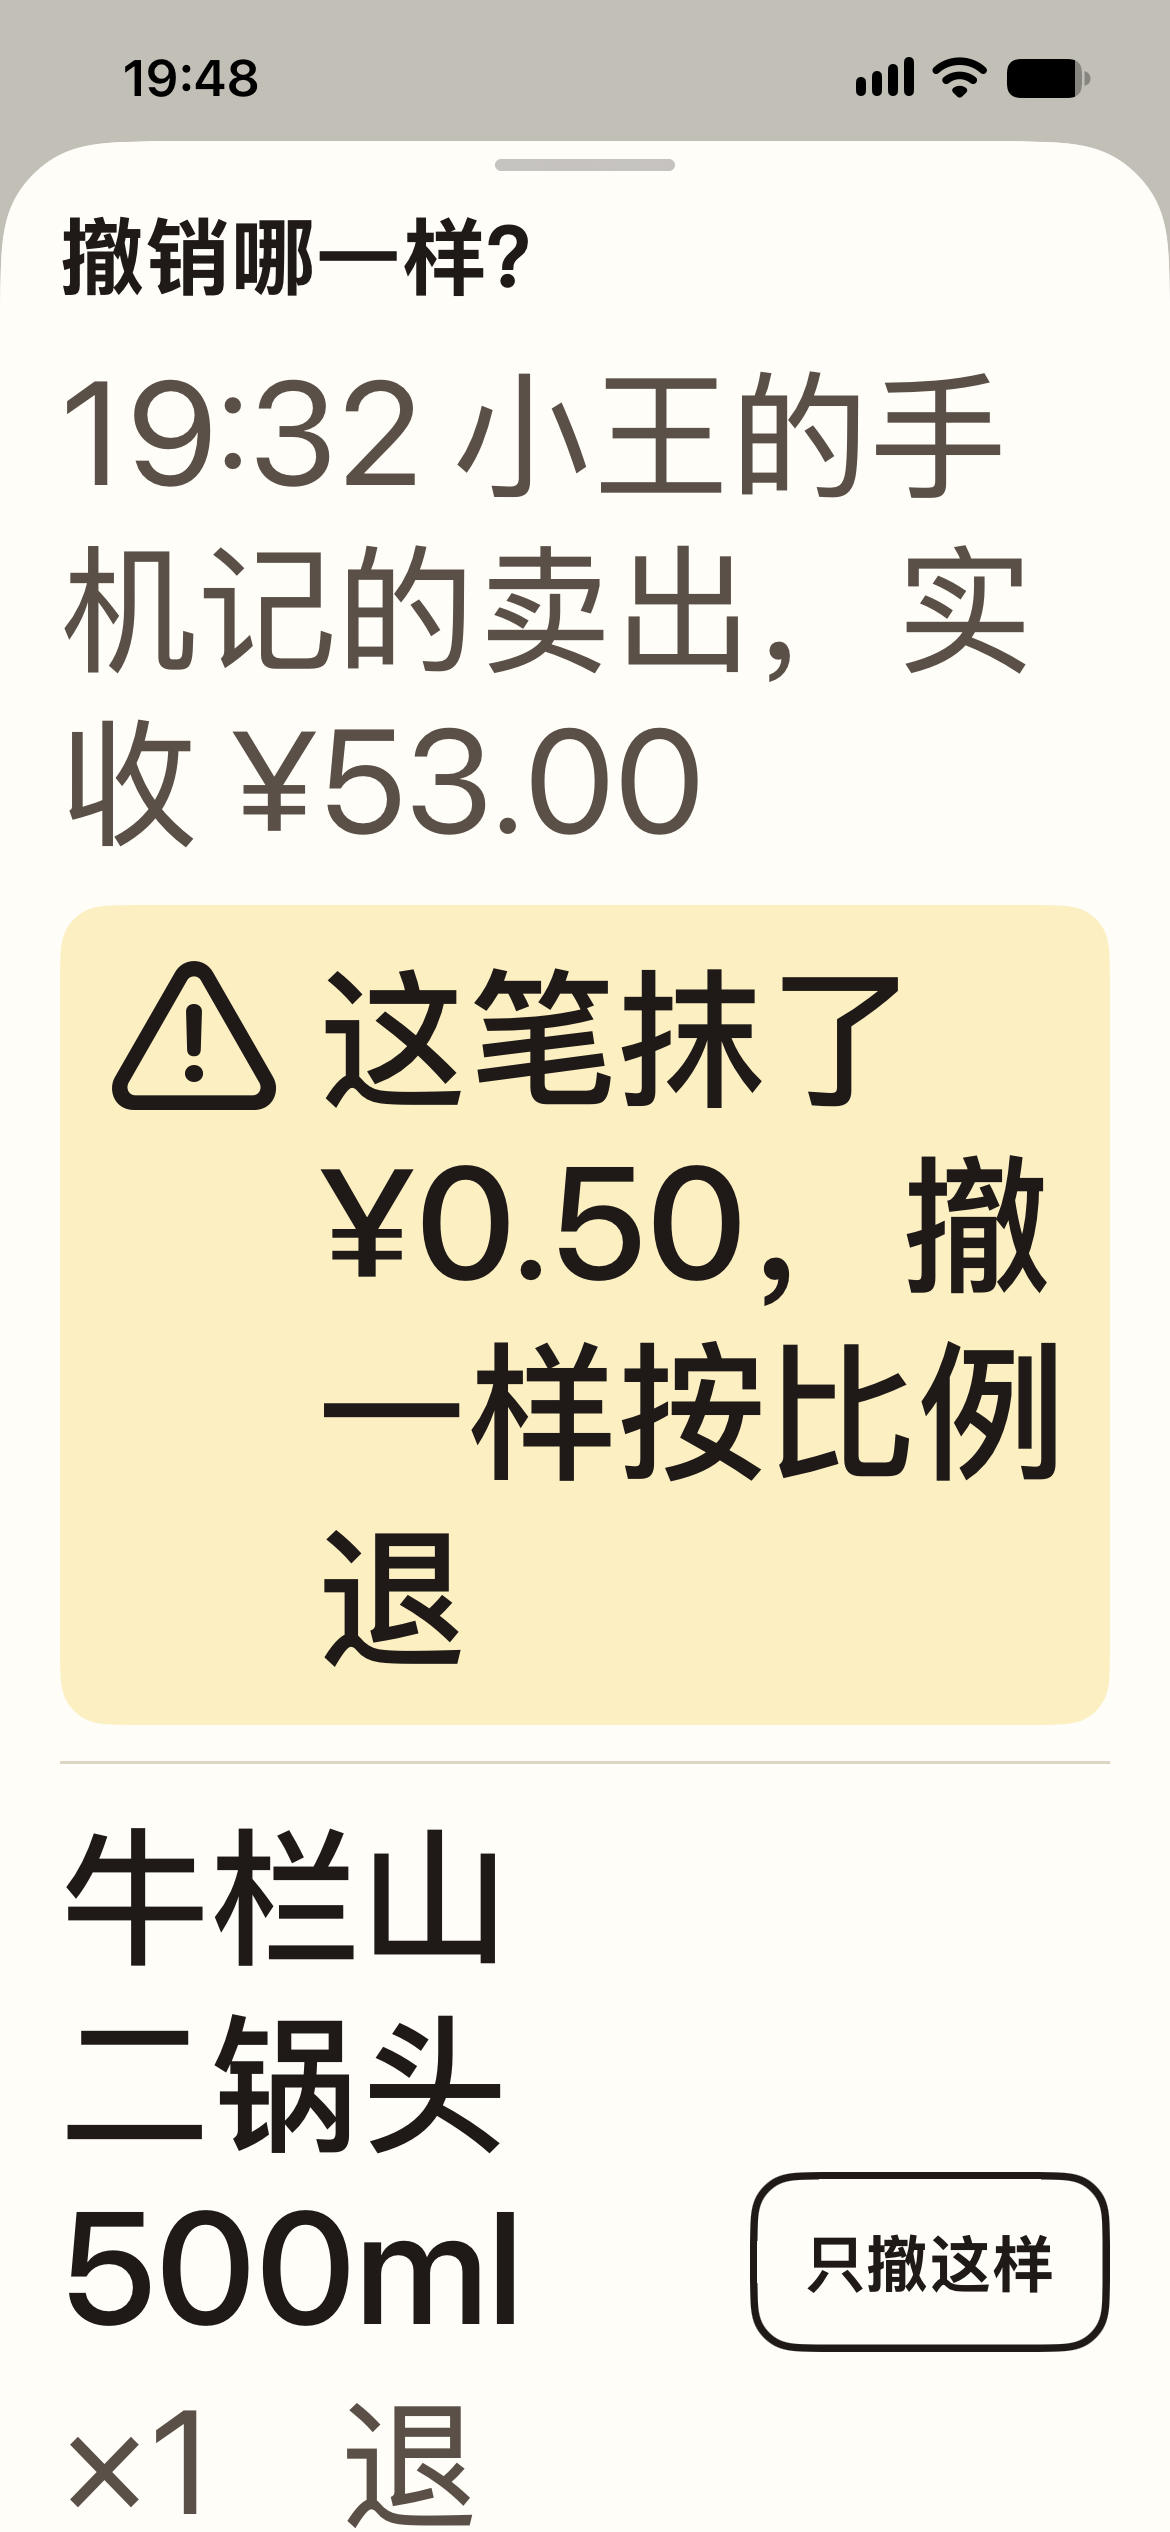 19:48
撤销哪一样?
19:32 小王的手
机记的卖出，实
收 ¥53.00
这笔抹了
¥0.50，撤
一样按比例
退
牛栏山
二锅头
500ml
只撤这样
×1 退